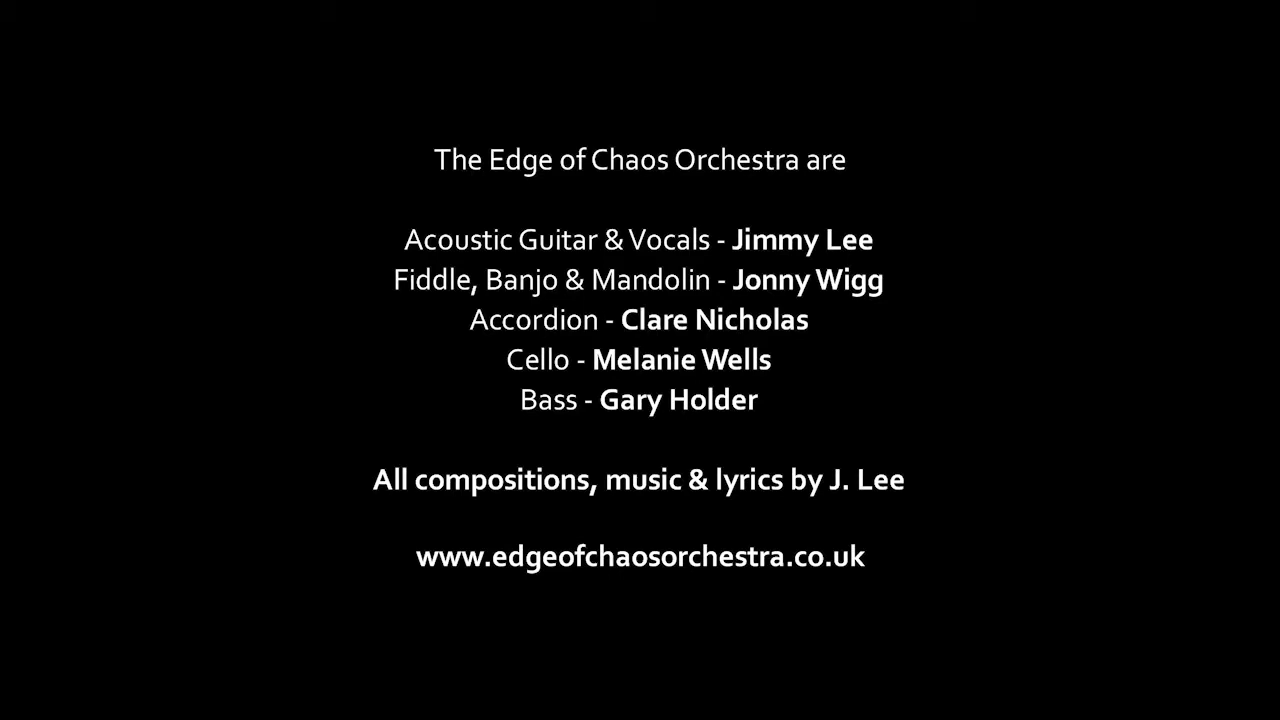 The Edge of Chaos Orchestra are
Acoustic Guitar & Vocals - Jimmy Lee
Fiddle, Banjo & Mandolin - Jonny Wigg
Accordion - Clare Nicholas
Cello - Melanie Wells
Bass - Gary Holder
All compositions, music & lyrics by J. Lee
www.edgeofchaosorchestra.co.uk